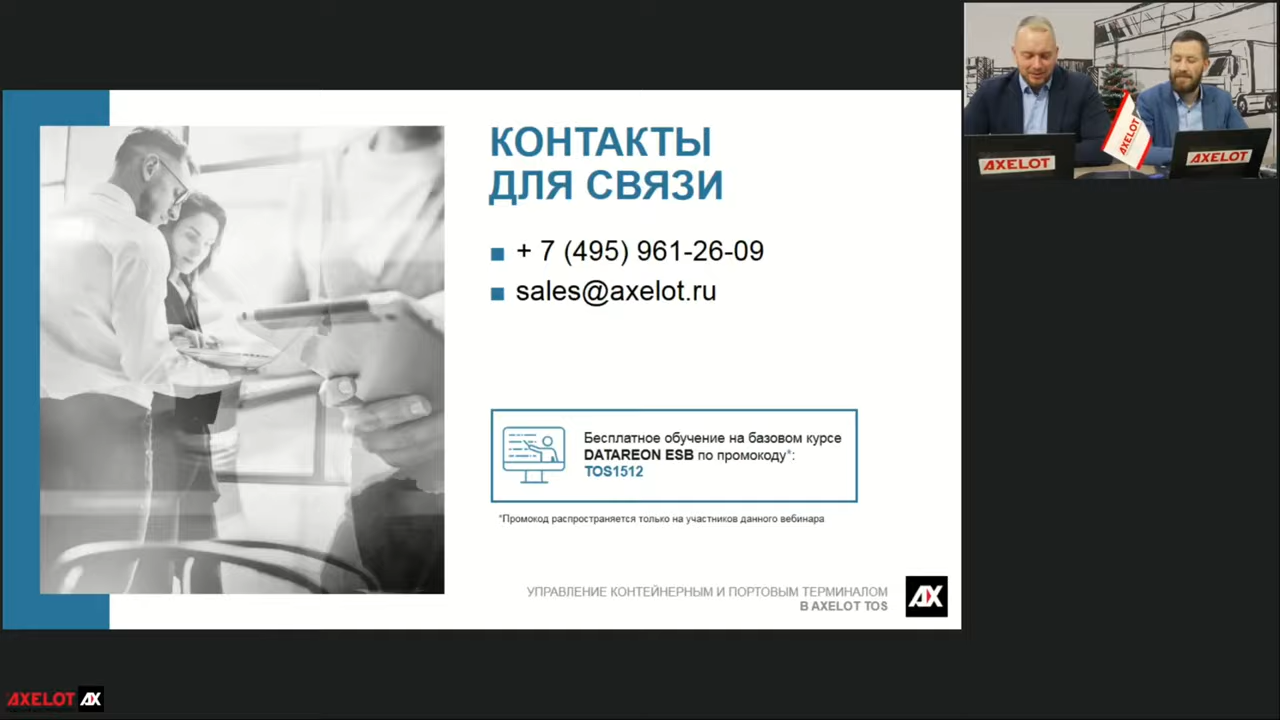 КОНТАКТЫ
ДЛЯ СВЯЗИ
+ 7 (495) 961-26-09
sales@axelot.ru
Бесплатное обучение на базовом курсе
DATAREON ESB по промокоду*:
TOS1512
*Промокод распространяется только на участников данного вебинара
УПРАВЛЕНИЕ КОНТЕЙНЕРНЫМ И ПОРТОВЫМ ТЕРМИНАЛОМ
В AXELOT TOS
AX
AXELOT
AXELOT
AXELOT
AXELOT AX